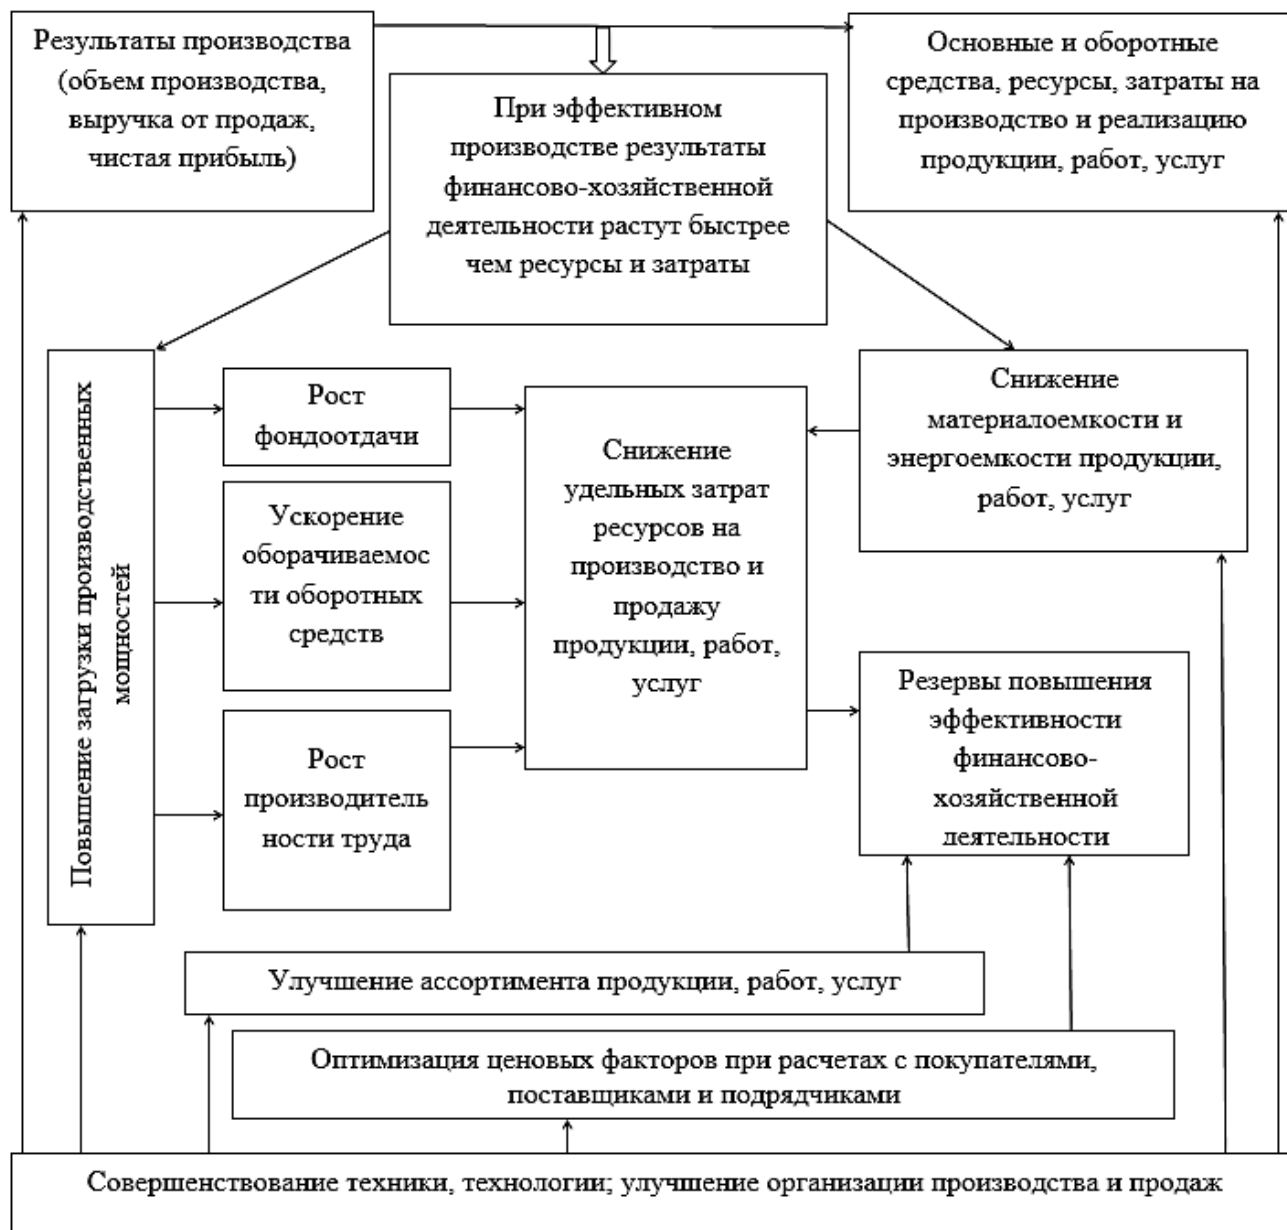 Результаты производства
(объем производства,
выручка от продаж,
чистая прибыль)
При эффективном
производстве результаты
финансово-хозяйственной
деятельности растут быстрее
чем ресурсы и затраты
Основные и оборотные
средства, ресурсы, затраты на
производство и реализацию
продукции, работ, услуг
Повышение загрузки производственных
мощностей
Рост
фондоотдачи
Ускорение
оборачиваемос
ти оборотных
средств
Рост
производитель
ности труда
Снижение
удельных затрат
ресурсов на
производство и
продажу
продукции, работ,
услуг
Снижение
материалоемкости и
энергоемкости продукции,
работ, услуг
Резервы повышения
эффективности
финансово-
хозяйственной
деятельности
Улучшение ассортимента продукции, работ, услуг
Оптимизация ценовых факторов при расчетах с покупателями,
поставщиками и подрядчиками
Совершенствование техники, технологии; улучшение организации производства и продаж